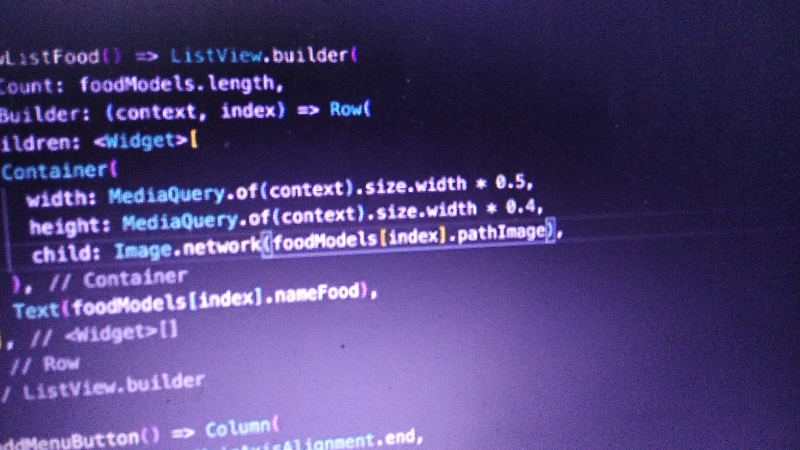 wListFood() => ListView.builder(
Count: foodModels.length,
Builder: (context, index) => Row(
ildren: <Widget>[
Container(
width: MediaQuery.of(context).size.width * 0.5,
height: MediaQuery.of(context).size.width * 0.4,
child: Image.network(foodModels[index].pathImage),
), // Container
Text(foodModels[index].nameFood),
, // <Widget>[]
// Row
/ ListView.builder
ddMenuButton() => Column(
AxisAlignment.end,